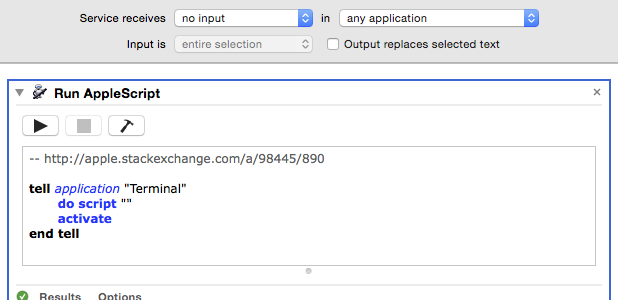 Service receives no input in any application
Input is entire selection Output replaces selected text
Run AppleScript
-- http://apple.stackexchange.com/a/98445/890
tell application "Terminal"
do script ""
activate
end tell
Results Options